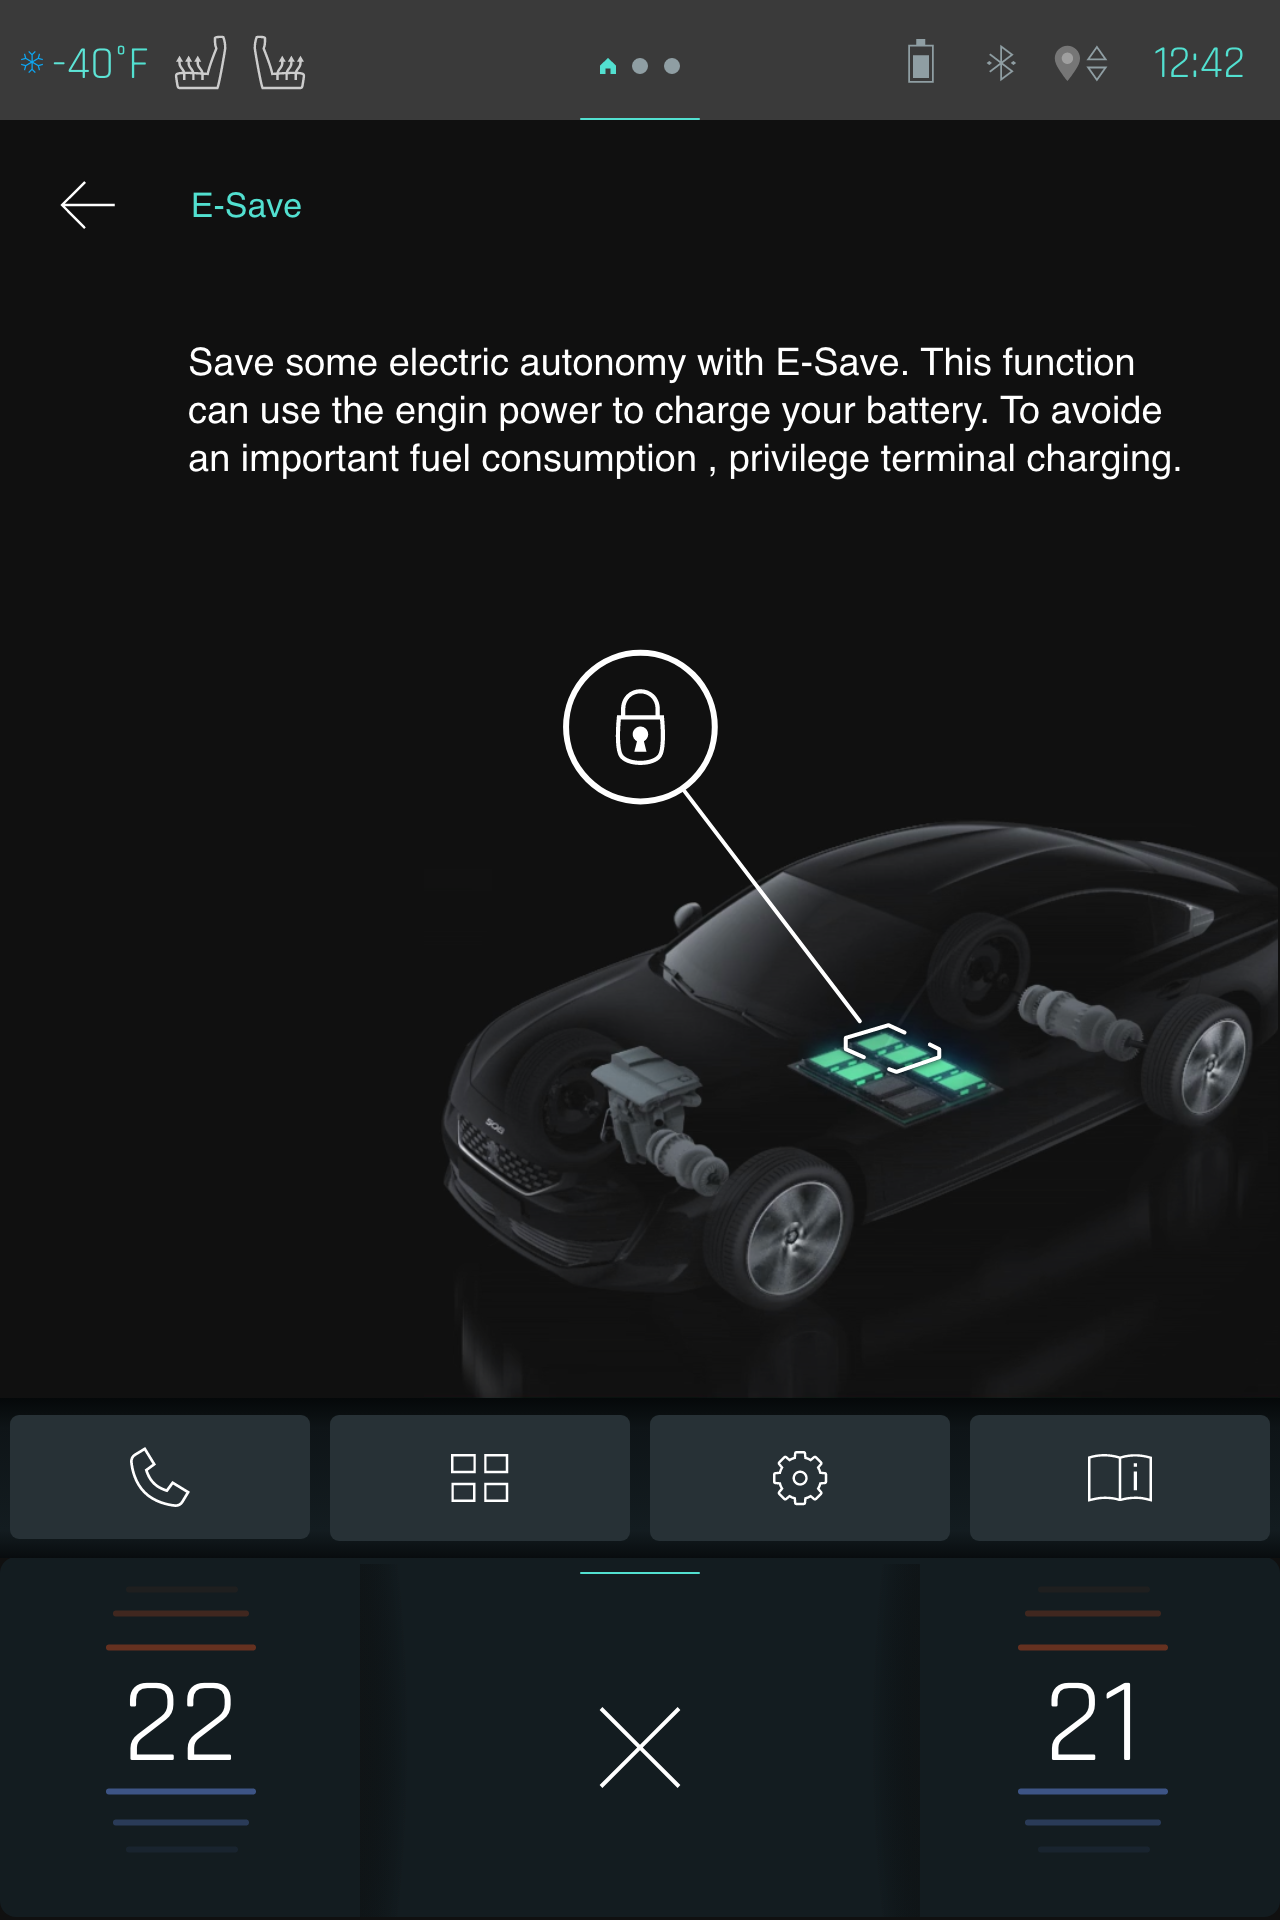 -40°F
12:42
E-Save
Save some electric autonomy with E-Save. This function
can use the engin power to charge your battery. To avoide
an important fuel consumption , privilege terminal charging.
508
i
22
21